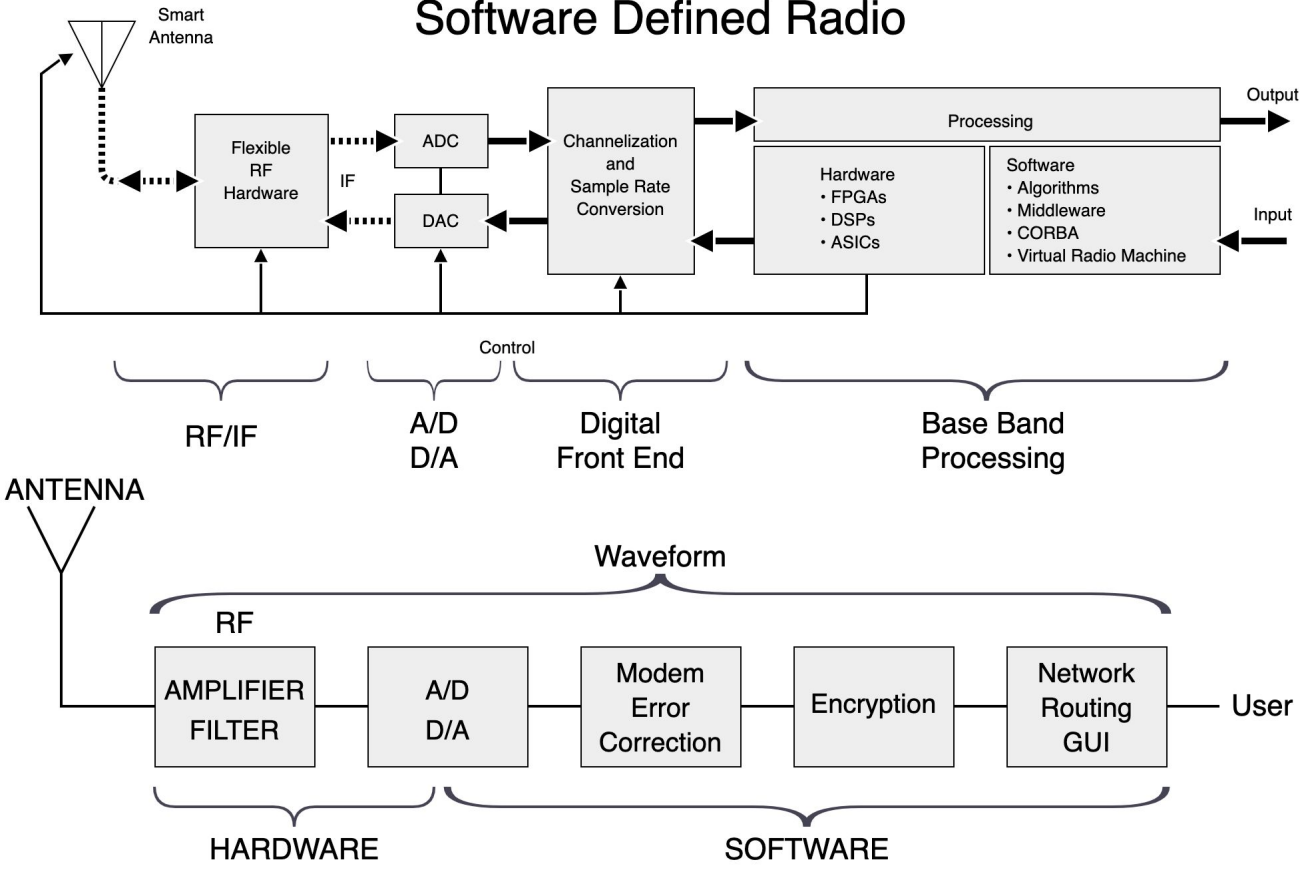 Software Defined Radio
Smart
Antenna
Flexible
RF
Hardware
IF
ADC
DAC
Channelization
and
Sample Rate
Conversion
Processing
Hardware
• FPGAs
• DSPs
• ASICs
Software
• Algorithms
• Middleware
• CORBA
• Virtual Radio Machine
Output
Input
Control
RF/IF
A/D
D/A
Digital
Front End
Base Band
Processing
ANTENNA
Waveform
RF
AMPLIFIER
FILTER
A/D
D/A
Modem
Error
Correction
Encryption
Network
Routing
GUI
User
HARDWARE
SOFTWARE